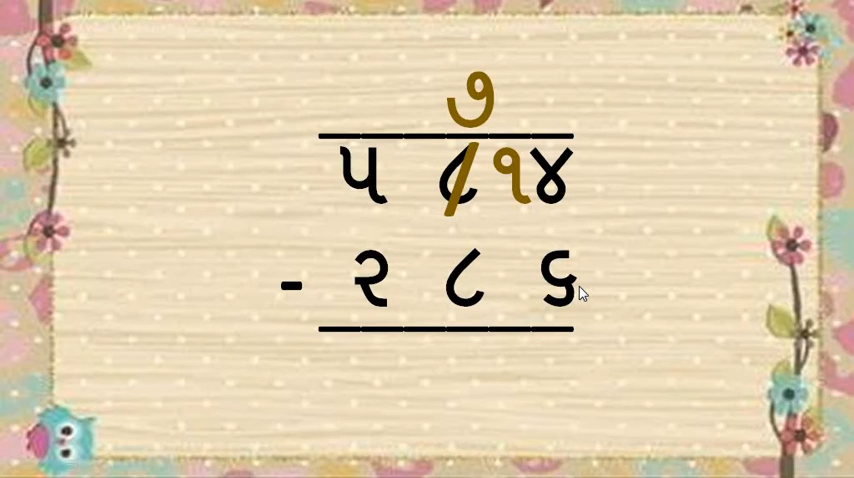 ૭
૫ ૮ ૧૪
- ૨ ૮ ૬